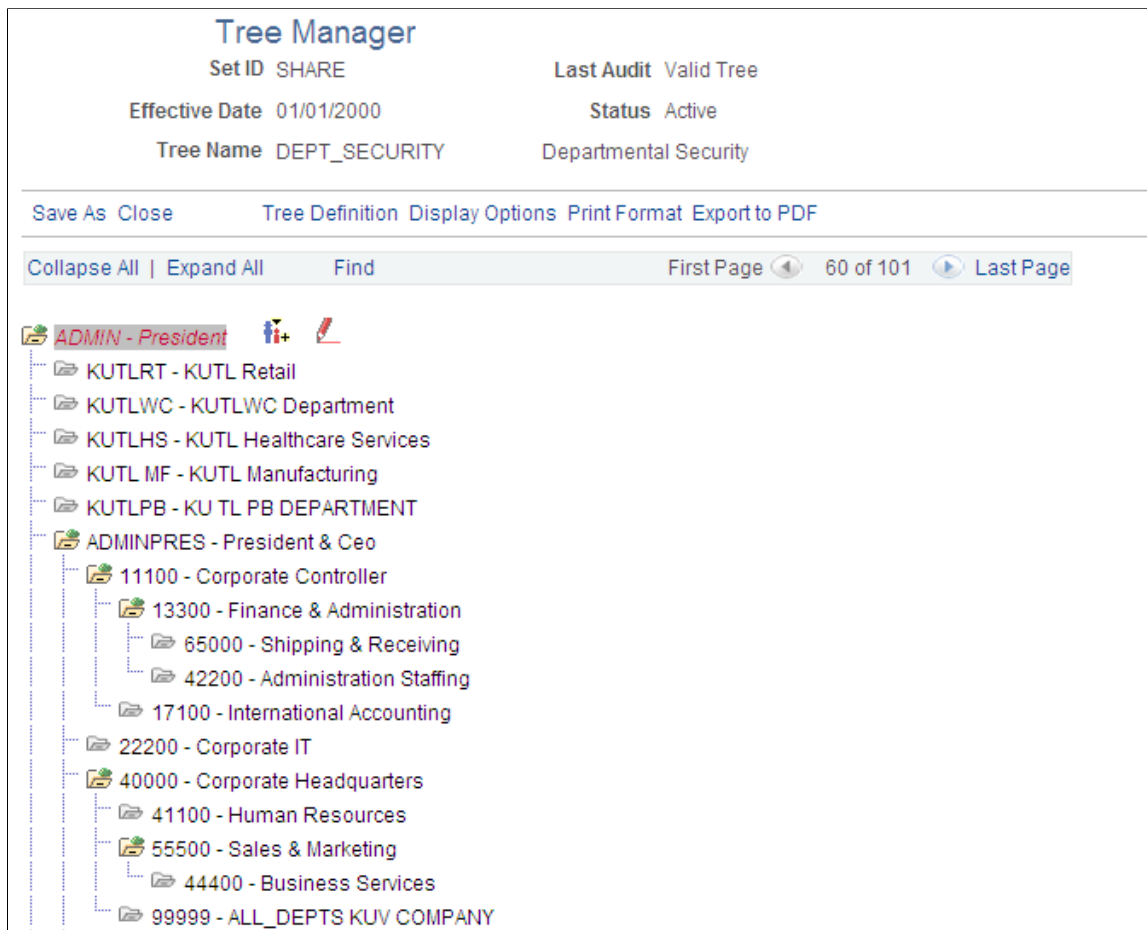 Tree Manager
Set ID SHARE Last Audit Valid Tree
Effective Date 01/01/2000 Status Active
Tree Name DEPT_SECURITY Departmental Security
Save As Close Tree Definition Display Options Print Format Export to PDF
Collapse All | Expand All Find First Page 60 of 101 Last Page
ADMIN - President
KUTLRT - KUTL Retail
KUTLWC - KUTLWC Department
KUTLHS - KUTL Healthcare Services
KUTL MF - KUTL Manufacturing
KUTLPB - KU TL PB DEPARTMENT
ADMINPRES - President & Ceo
11100 - Corporate Controller
13300 - Finance & Administration
65000 - Shipping & Receiving
42200 - Administration Staffing
17100 - International Accounting
22200 - Corporate IT
40000 - Corporate Headquarters
41100 - Human Resources
55500 - Sales & Marketing
44400 - Business Services
99999 - ALL_DEPTS KUV COMPANY